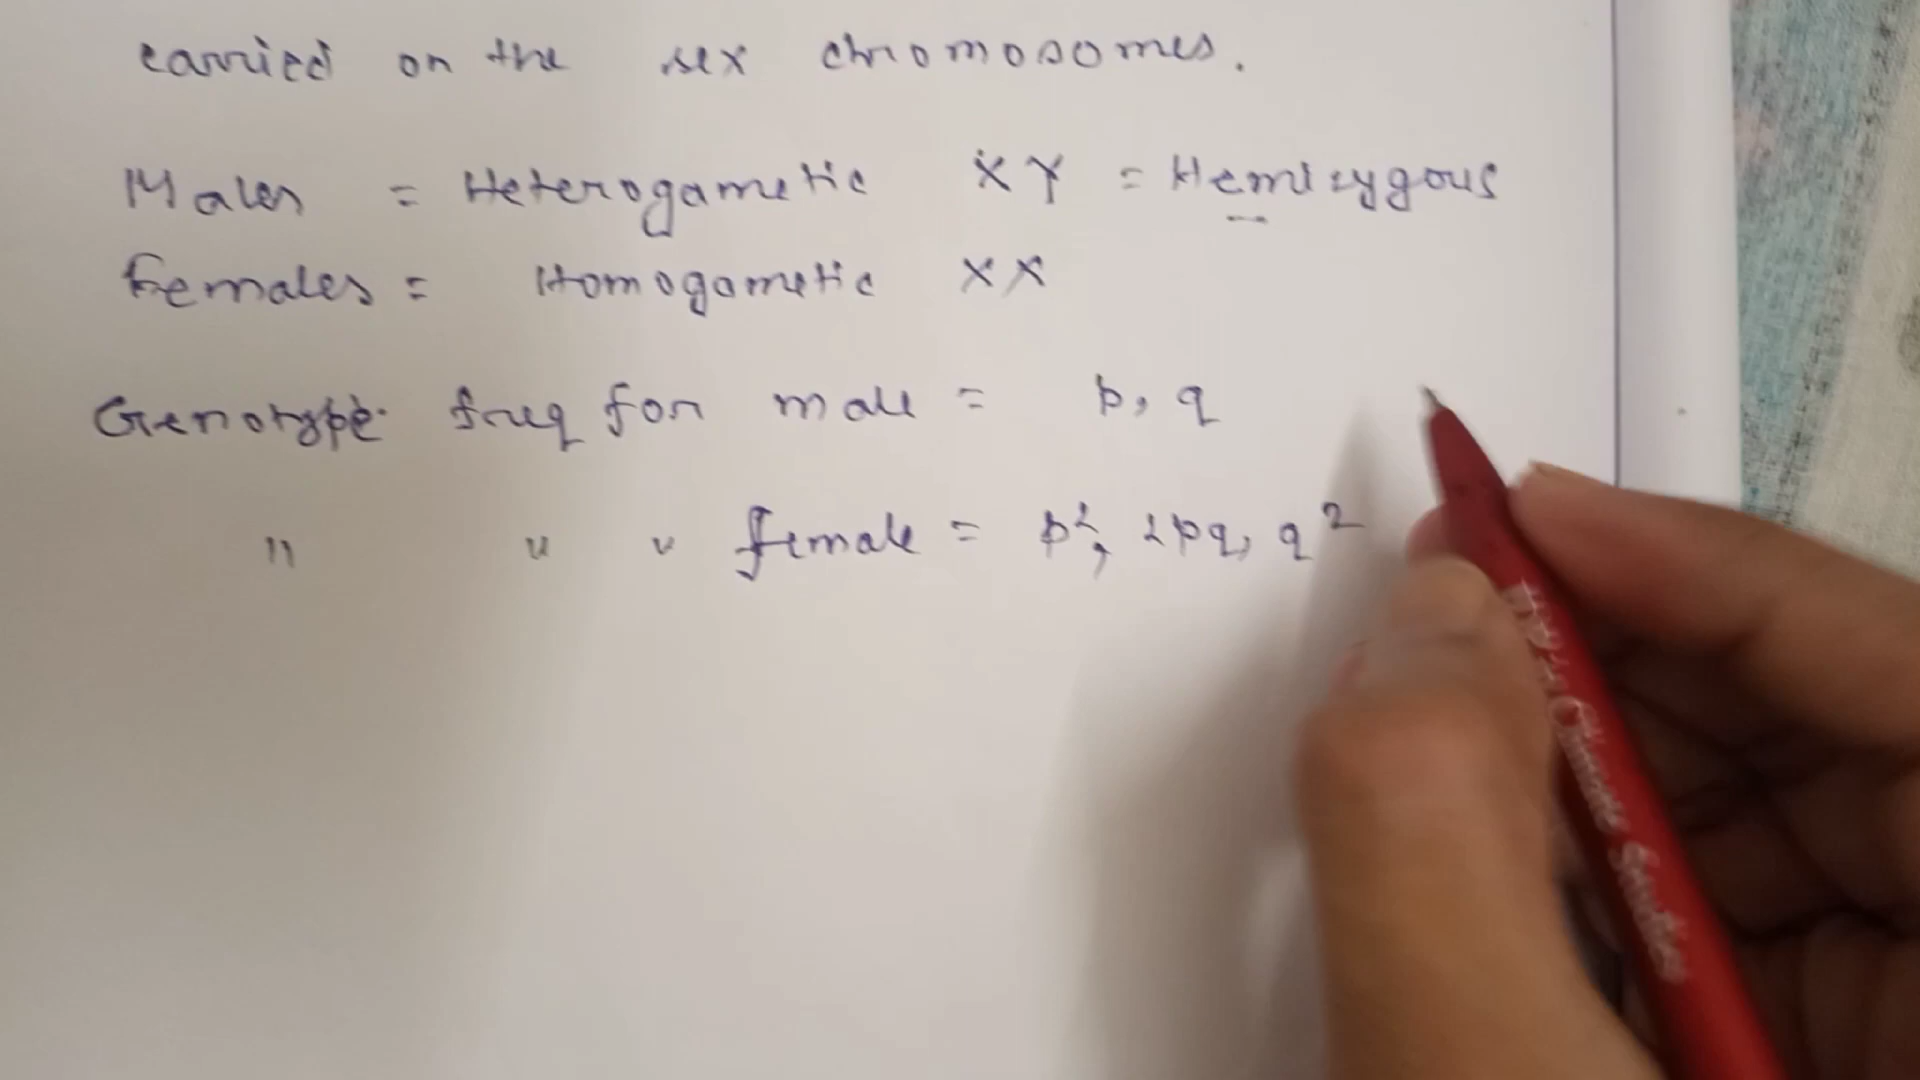 carried on the sex chromosomes.
Males = Heterogametic XY = Hemizygous
Females = Homogametic XX
Genotype freq for male = p, q
" " " female = p², 2pq, q²